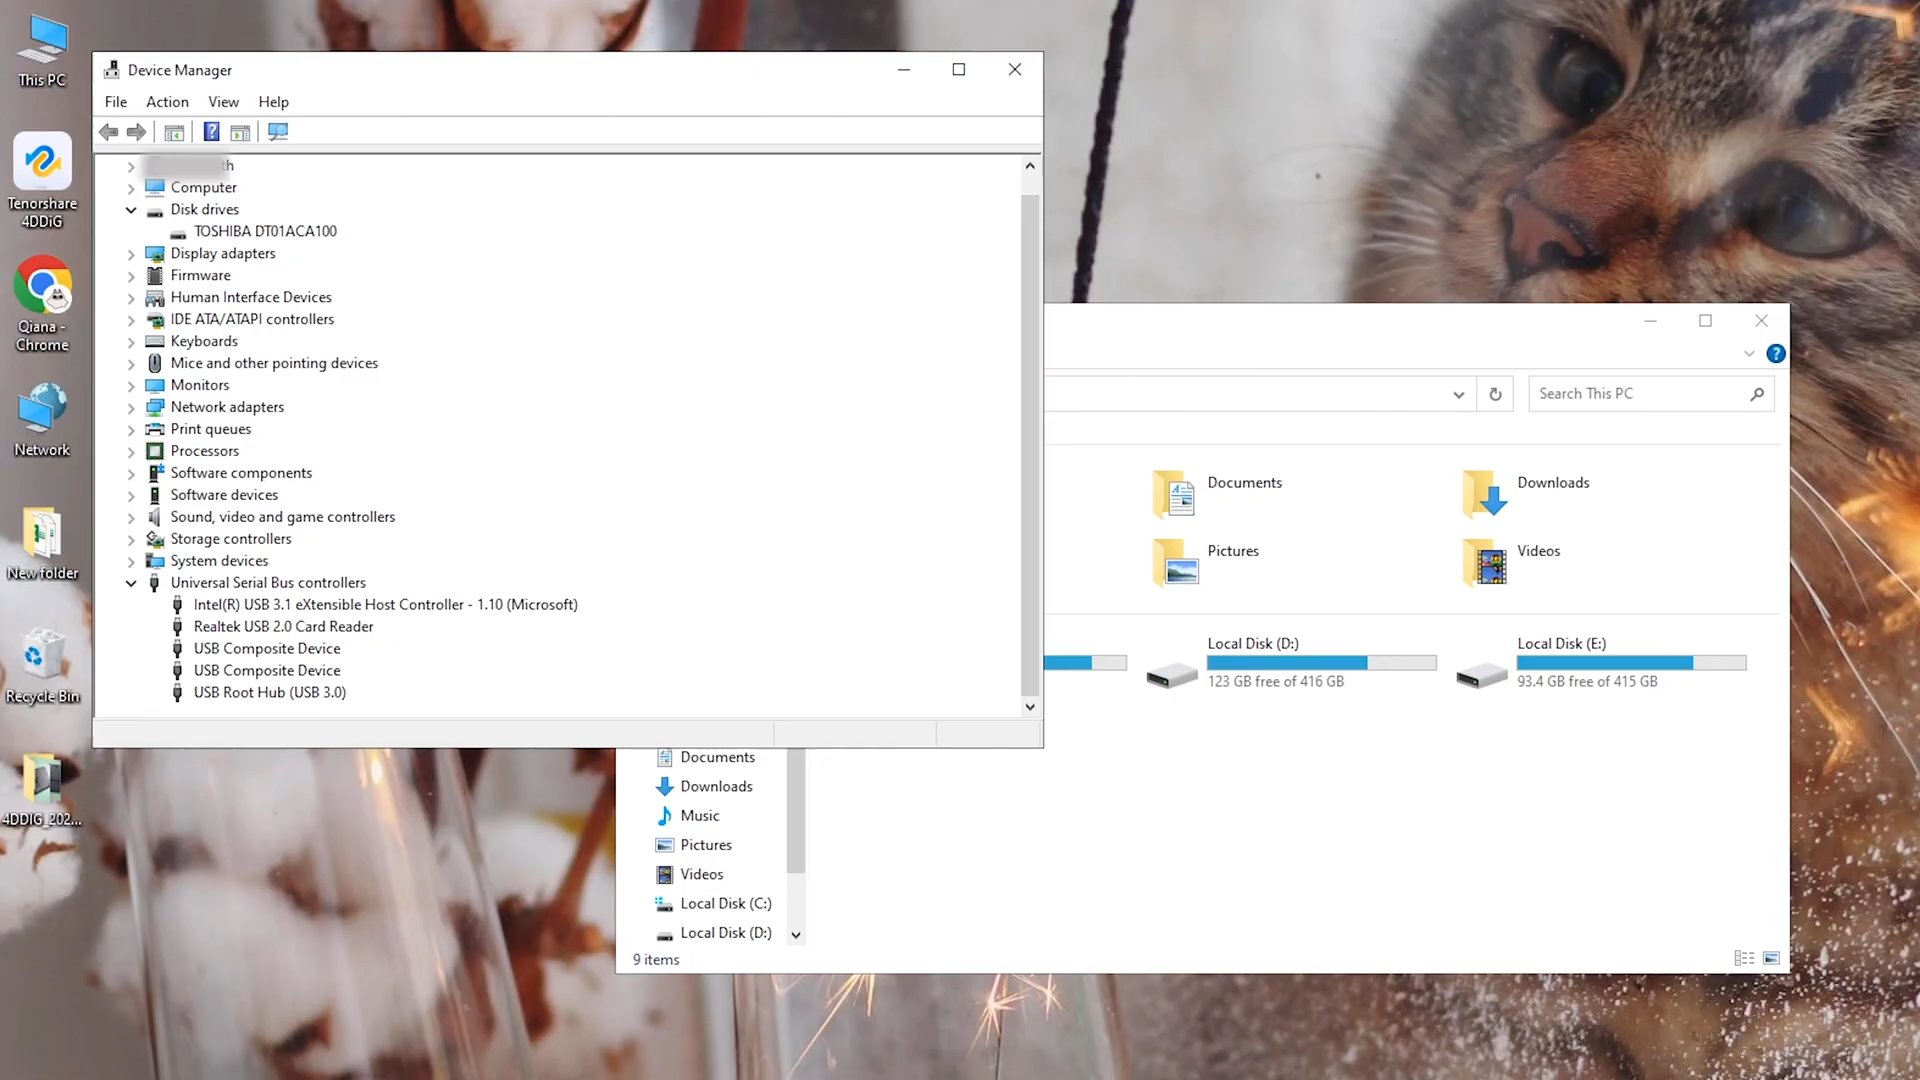 This PC
Tenorshare
4DDiG
Qiana -
Chrome
Network
New folder
Recycle Bin
4DDIG_202...
Device Manager
File Action View Help
th
Computer
Disk drives
TOSHIBA DT01ACA100
Display adapters
Firmware
Human Interface Devices
IDE ATA/ATAPI controllers
Keyboards
Mice and other pointing devices
Monitors
Network adapters
Print queues
Processors
Software components
Software devices
Sound, video and game controllers
Storage controllers
System devices
Universal Serial Bus controllers
Intel(R) USB 3.1 eXtensible Host Controller - 1.10 (Microsoft)
Realtek USB 2.0 Card Reader
USB Composite Device
USB Composite Device
USB Root Hub (USB 3.0)
Search This PC
Documents
Downloads
Pictures
Videos
Local Disk (D:)
123 GB free of 416 GB
Local Disk (E:)
93.4 GB free of 415 GB
Documents
Downloads
Music
Pictures
Videos
Local Disk (C:)
Local Disk (D:)
9 items